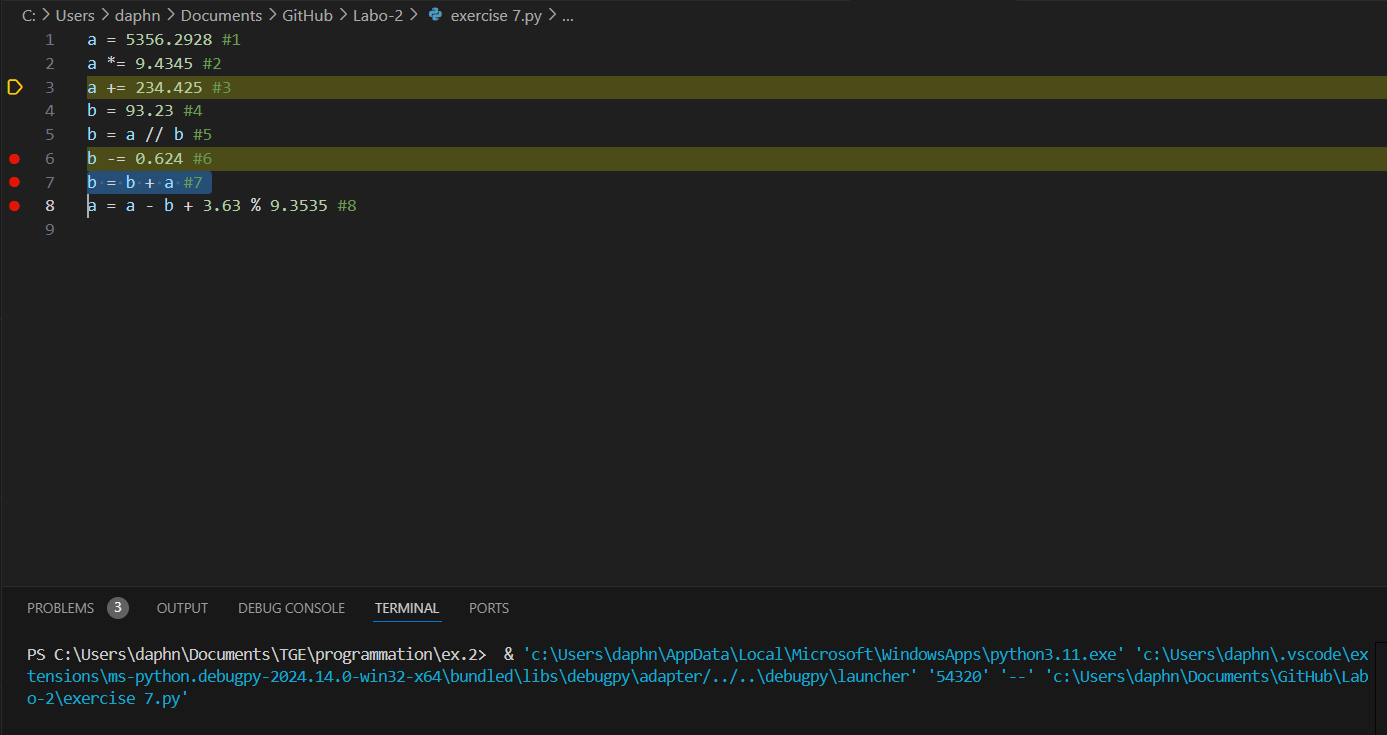 C: > Users > daphn > Documents > GitHub > Labo-2 > exercise 7.py > ...
1 a = 5356.2928 #1
2 a *= 9.4345 #2
3 a += 234.425 #3
4 b = 93.23 #4
5 b = a // b #5
6 b -= 0.624 #6
7 b = b + a #7
8 a = a - b + 3.63 % 9.3535 #8
9
PROBLEMS 3 OUTPUT DEBUG CONSOLE TERMINAL PORTS
PS C:\Users\daphn\Documents\TGE\programmation\ex.2>  & 'c:\Users\daphn\AppData\Local\Microsoft\WindowsApps\python3.11.exe' 'c:\Users\daphn\.vscode\ex
tensions\ms-python.debugpy-2024.14.0-win32-x64\bundled\libs\debugpy\adapter/../..\debugpy\launcher' '54320' '--' 'c:\Users\daphn\Documents\GitHub\Lab
o-2\exercise 7.py'